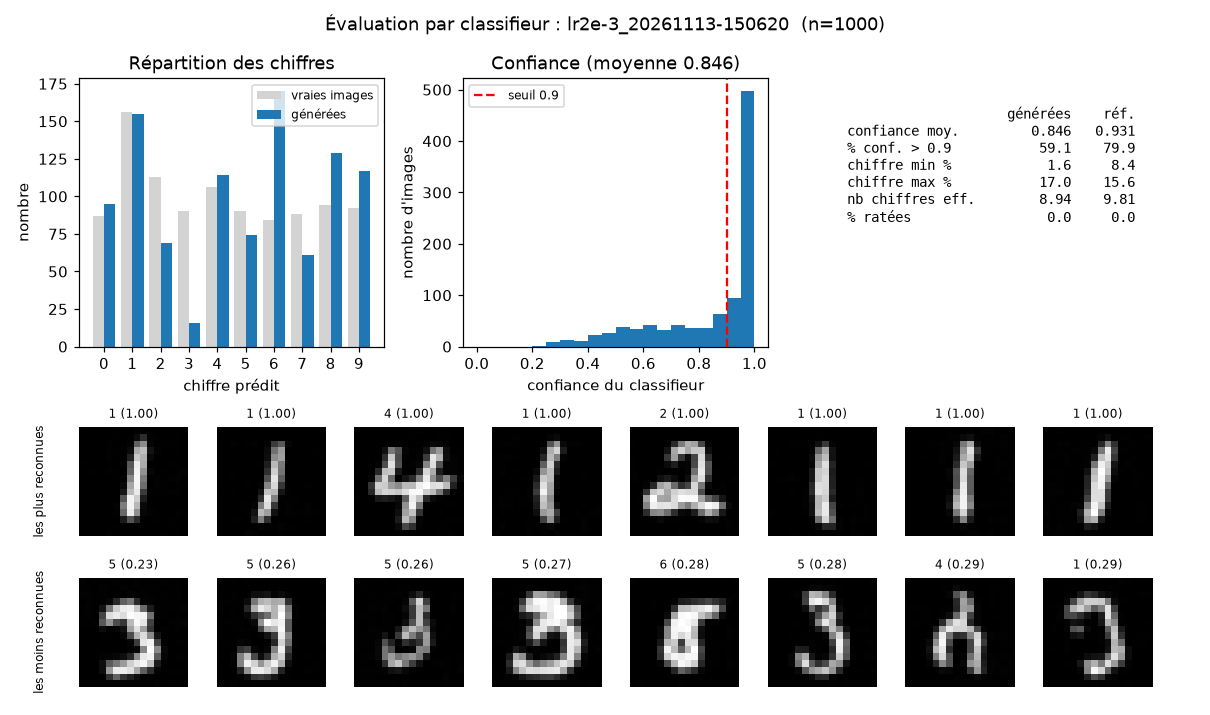 Évaluation par classifieur : lr2e-3_20261113-150620 (n=1000)
Répartition des chiffres
175
150
125
100
75
50
25
0
nombre
vraies images
générées
0 1 2 3 4 5 6 7 8 9
chiffre prédit
Confiance (moyenne 0.846)
500
400
300
200
100
0
nombre d'images
seuil 0.9
0.0 0.2 0.4 0.6 0.8 1.0
confiance du classifieur
générées réf.
confiance moy. 0.846 0.931
% conf. > 0.9 59.1 79.9
chiffre min % 1.6 8.4
chiffre max % 17.0 15.6
nb chiffres eff. 8.94 9.81
% ratées 0.0 0.0
les plus reconnues
1 (1.00) 1 (1.00) 4 (1.00) 1 (1.00) 2 (1.00) 1 (1.00) 1 (1.00) 1 (1.00)
les moins reconnues
5 (0.23) 5 (0.26) 5 (0.26) 5 (0.27) 6 (0.28) 5 (0.28) 4 (0.29) 1 (0.29)